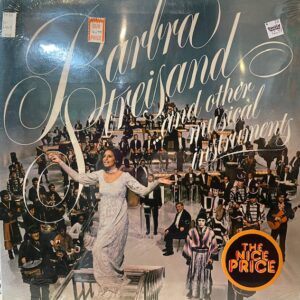 Barbra
Streisand
...and other
musical
instruments
THE
NICE
PRICE